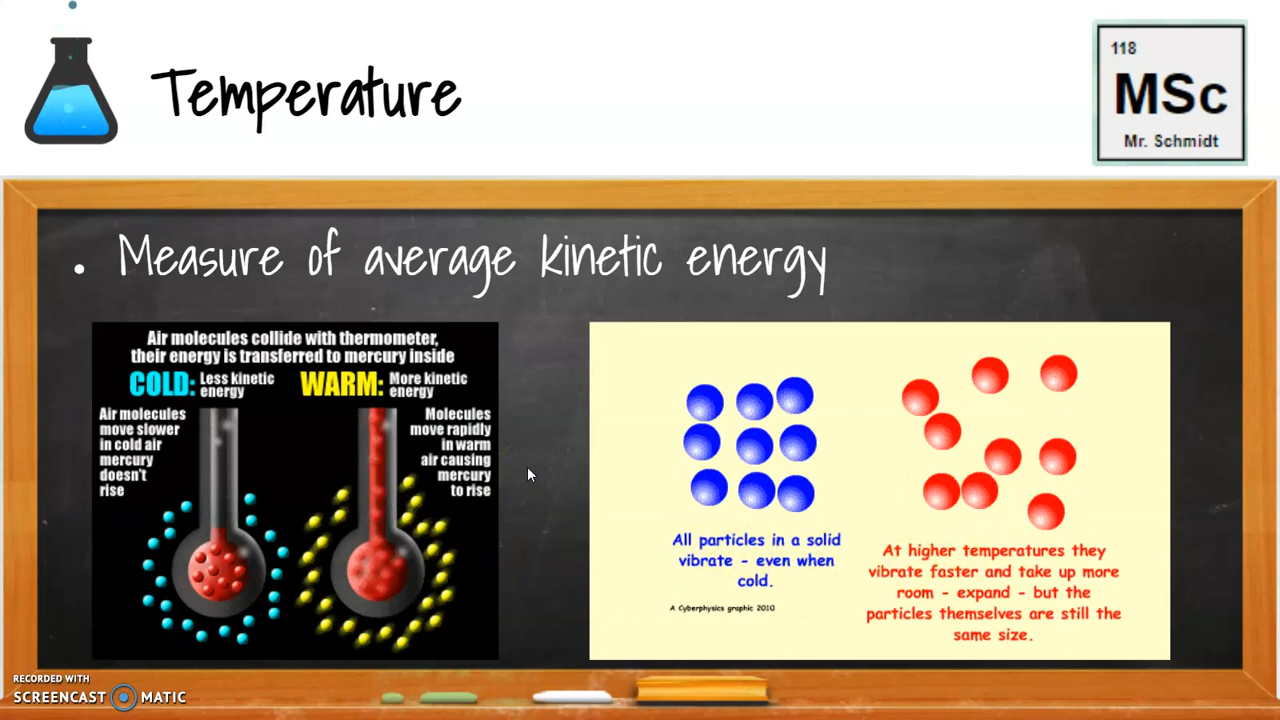 Temperature
118
MSc
Mr. Schmidt
• Measure of average kinetic energy
Air molecules collide with thermometer,
their energy is transferred to mercury inside
COLD: Less kinetic
energy
WARM: More kinetic
energy
Air molecules
move slower
in cold air
mercury
doesn't
rise
Molecules
move rapidly
in warm
air causing
mercury
to rise
All particles in a solid
vibrate - even when
cold.
A Cyberphysics graphic 2010
At higher temperatures they
vibrate faster and take up more
room - expand - but the
particles themselves are still the
same size.
RECORDED WITH
SCREENCAST MATIC